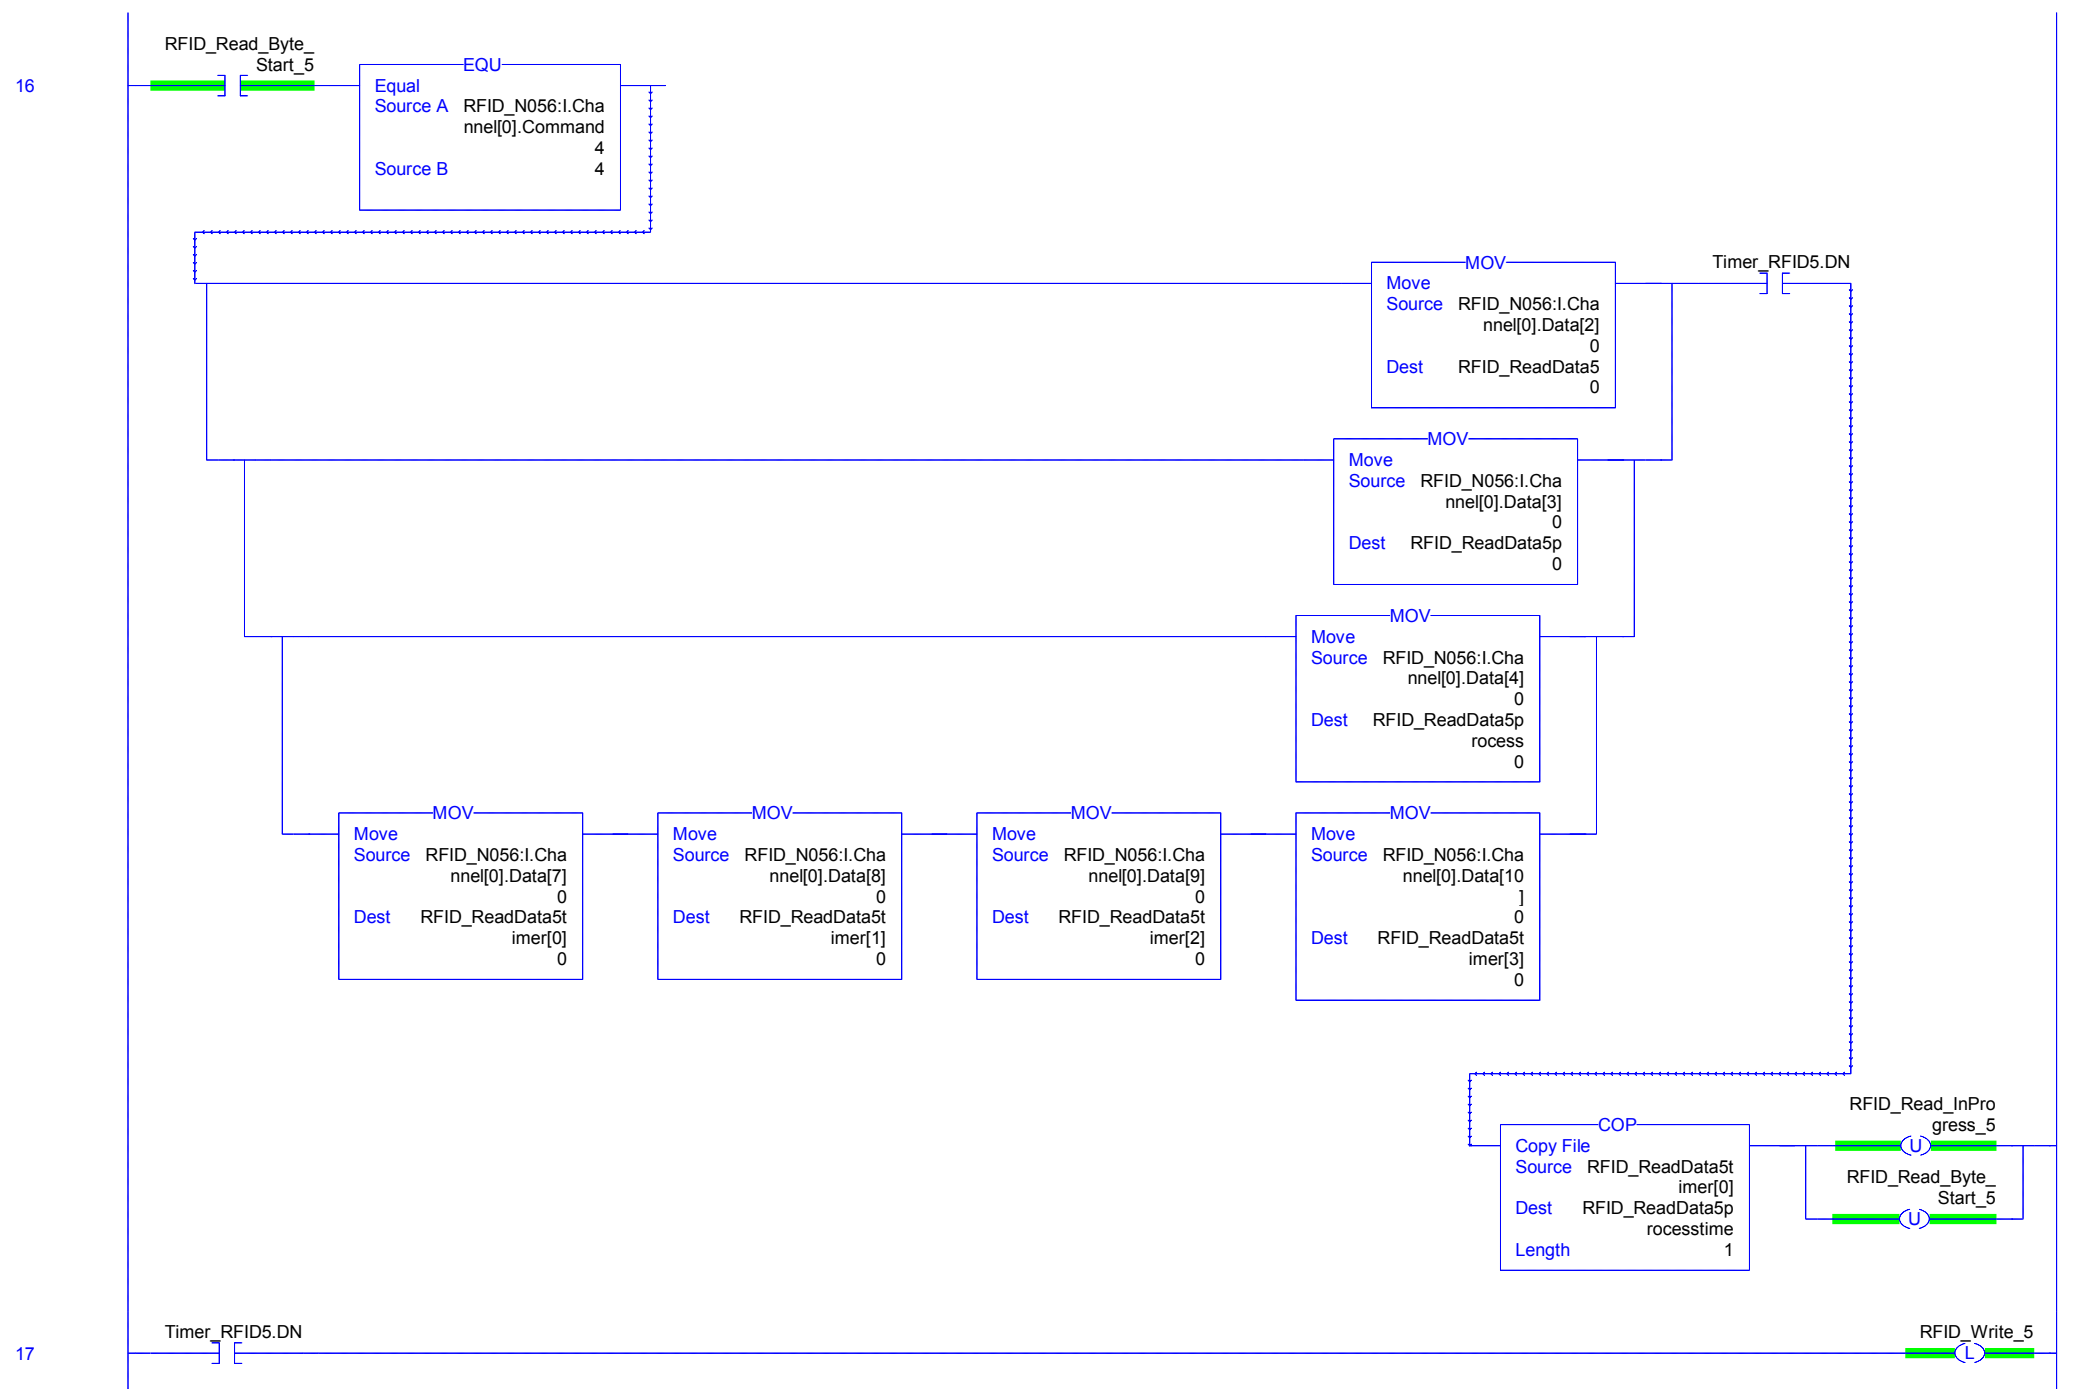 RFID_Read_Byte_
Start_5
16
EQU
Equal
Source A RFID_N056:I.Cha
nnel[0].Command
4
Source B 4
MOV
Move
Source RFID_N056:I.Cha
nnel[0].Data[2]
0
Dest RFID_ReadData5
0
Timer_RFID5.DN
MOV
Move
Source RFID_N056:I.Cha
nnel[0].Data[3]
0
Dest RFID_ReadData5p
0
MOV
Move
Source RFID_N056:I.Cha
nnel[0].Data[4]
0
Dest RFID_ReadData5p
rocess
0
MOV
Move
Source RFID_N056:I.Cha
nnel[0].Data[7]
0
Dest RFID_ReadData5t
imer[0]
0
MOV
Move
Source RFID_N056:I.Cha
nnel[0].Data[8]
0
Dest RFID_ReadData5t
imer[1]
0
MOV
Move
Source RFID_N056:I.Cha
nnel[0].Data[9]
0
Dest RFID_ReadData5t
imer[2]
0
MOV
Move
Source RFID_N056:I.Cha
nnel[0].Data[10
]
0
Dest RFID_ReadData5t
imer[3]
0
COP
Copy File
Source RFID_ReadData5t
imer[0]
Dest RFID_ReadData5p
rocesstime
Length 1
RFID_Read_InPro
gress_5
U
RFID_Read_Byte_
Start_5
U
17
Timer_RFID5.DN
RFID_Write_5
L